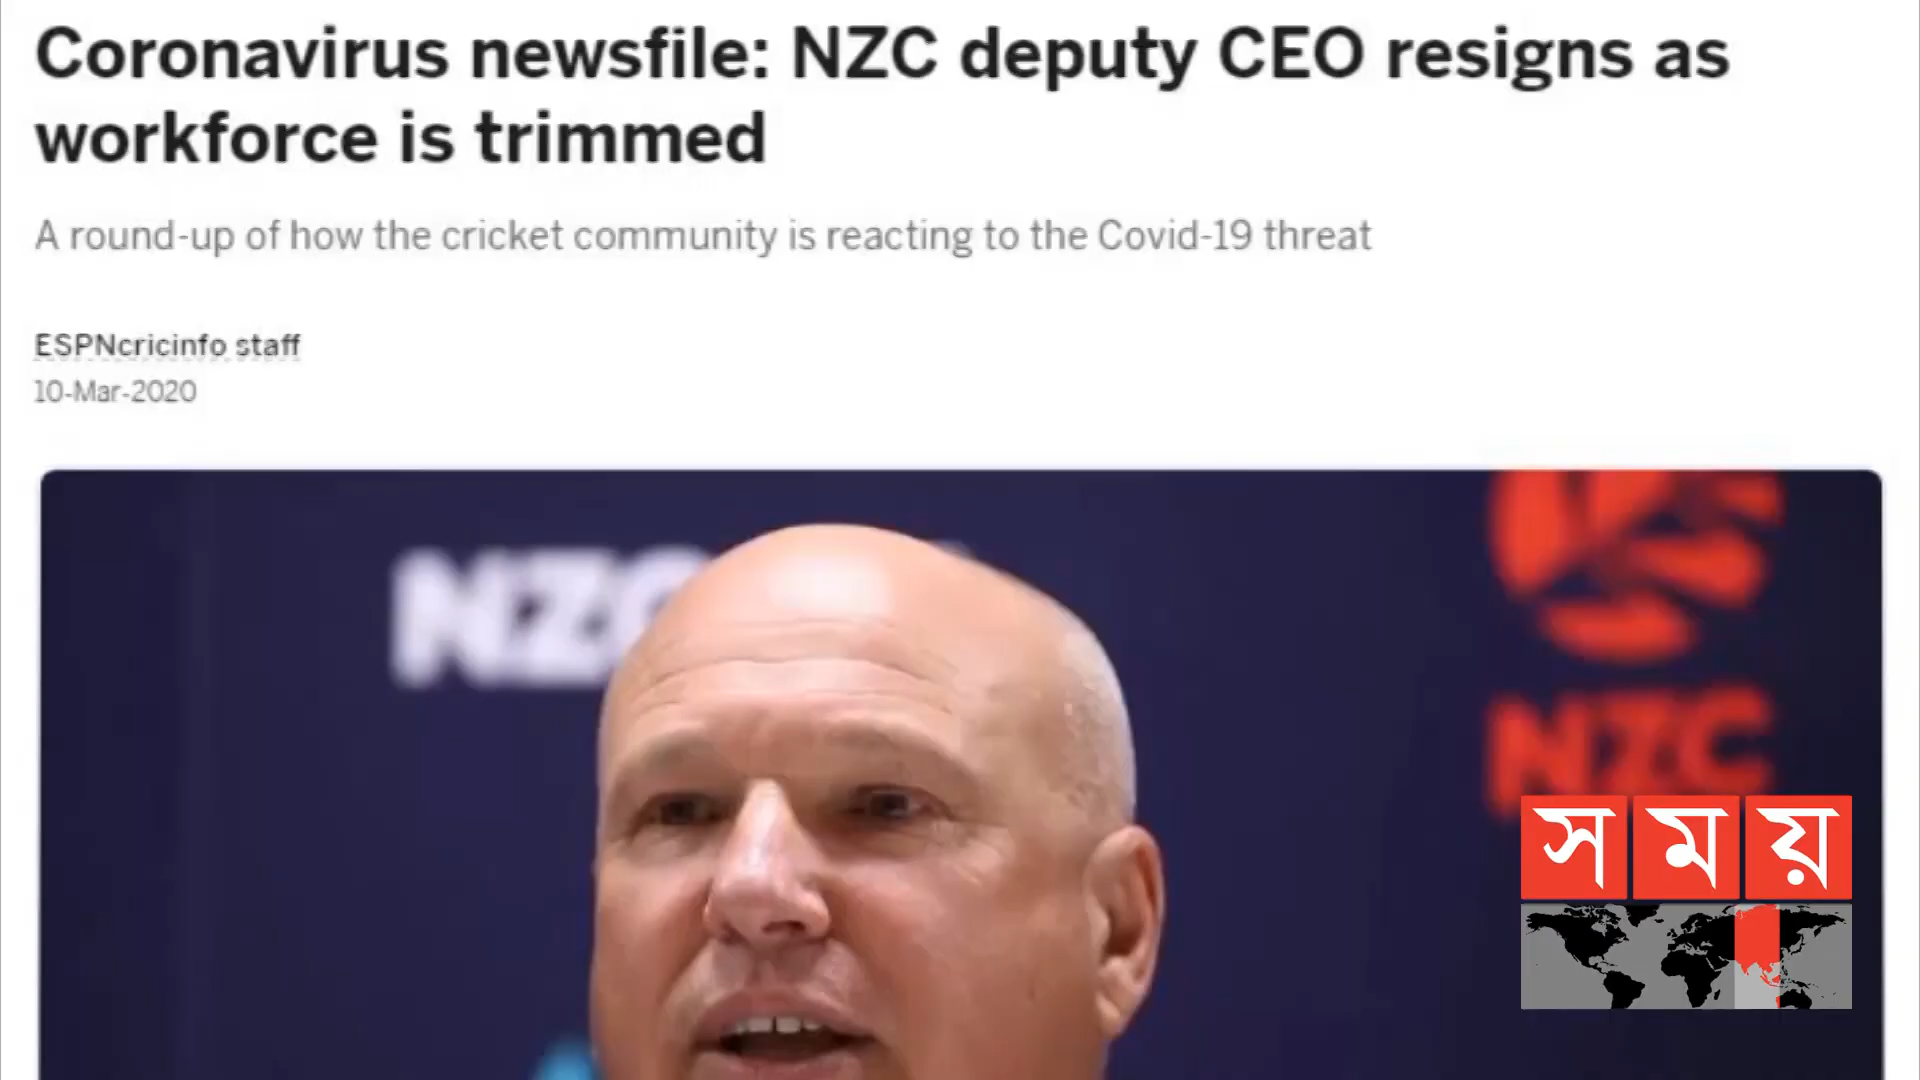 Coronavirus newsfile: NZC deputy CEO resigns as
workforce is trimmed
A round-up of how the cricket community is reacting to the Covid-19 threat
ESPNcricinfo staff
10-Mar-2020
NZC
NZC
সময়